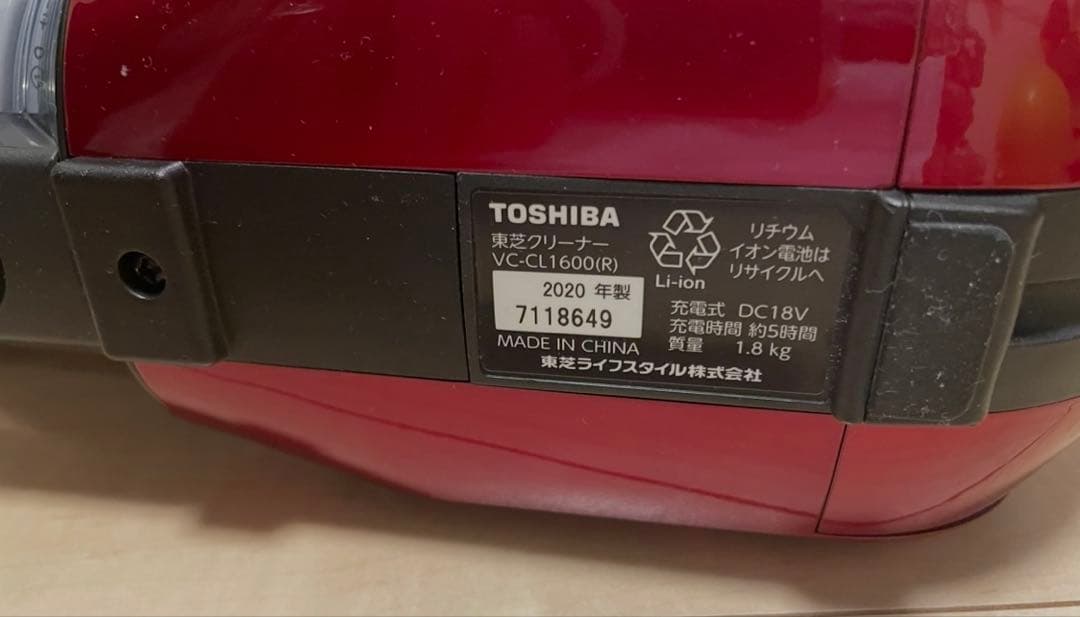 TOSHIBA
東芝クリーナー
VC-CL1600(R)
2020 年製
7118649
MADE IN CHINA
Li-ion
リチウム
イオン電池は
リサイクルへ
充電式 DC18V
充電時間 約5時間
質量 1.8 kg
東芝ライフスタイル株式会社